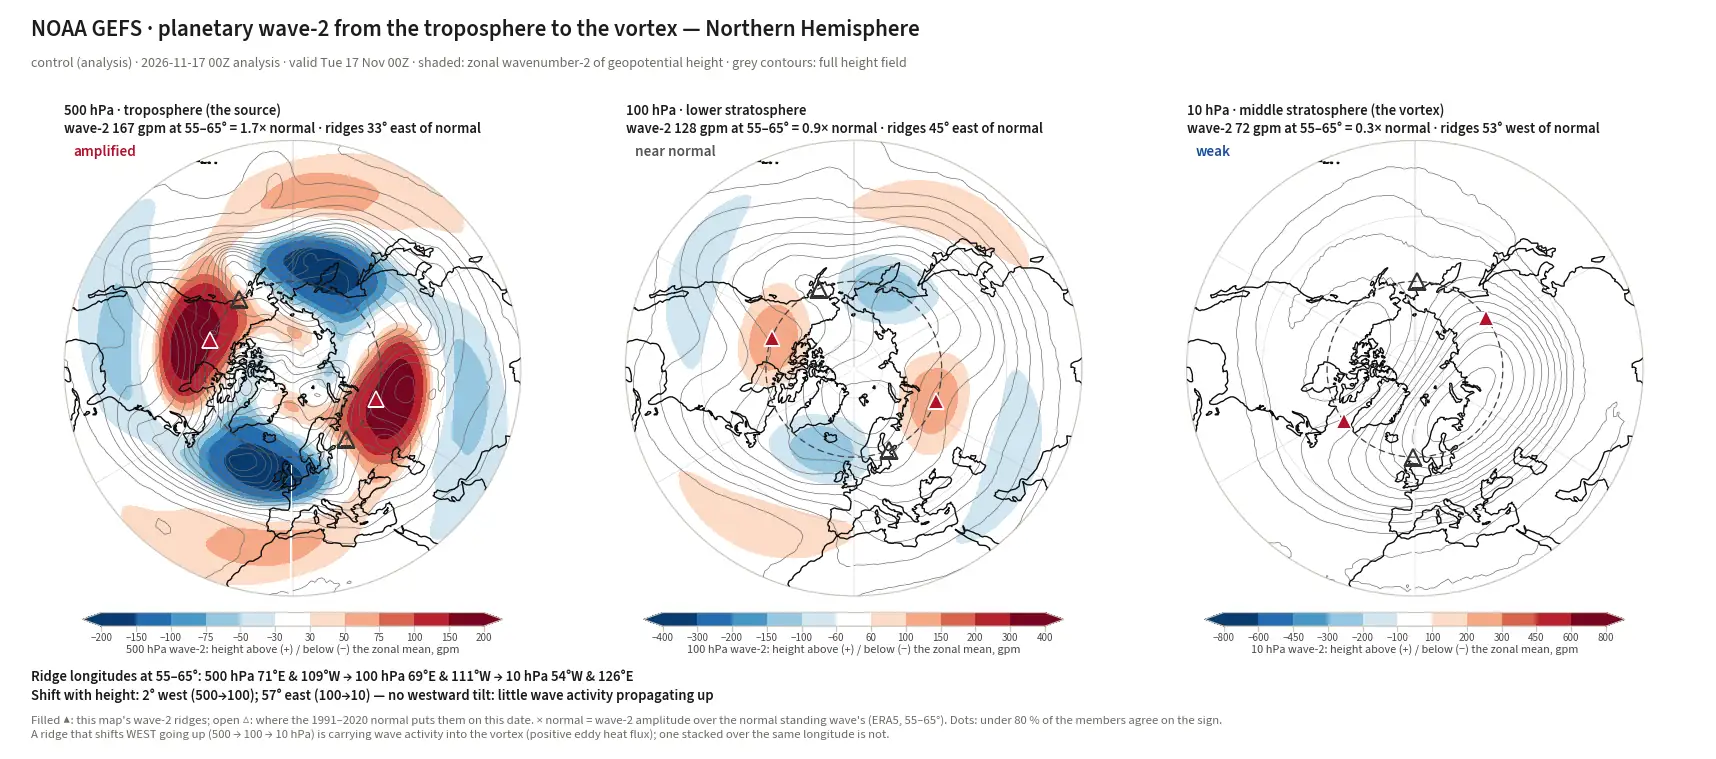 NOAA GEFS · planetary wave-2 from the troposphere to the vortex — Northern Hemisphere
control (analysis) · 2026-11-17 00Z analysis · valid Tue 17 Nov 00Z · shaded: zonal wavenumber-2 of geopotential height · grey contours: full height field
500 hPa · troposphere (the source)
wave-2 167 gpm at 55–65° = 1.7× normal · ridges 33° east of normal
amplified
100 hPa · lower stratosphere
wave-2 128 gpm at 55–65° = 0.9× normal · ridges 45° east of normal
near normal
10 hPa · middle stratosphere (the vortex)
wave-2 72 gpm at 55–65° = 0.3× normal · ridges 53° west of normal
weak
−200 −150 −100 −75 −50 −30 30 50 75 100 150 200
500 hPa wave-2: height above (+) / below (−) the zonal mean, gpm
−400 −300 −200 −150 −100 −60 60 100 150 200 300 400
100 hPa wave-2: height above (+) / below (−) the zonal mean, gpm
−800 −600 −450 −300 −200 −100 100 200 300 450 600 800
10 hPa wave-2: height above (+) / below (−) the zonal mean, gpm
Ridge longitudes at 55–65°: 500 hPa 71°E & 109°W → 100 hPa 69°E & 111°W → 10 hPa 54°W & 126°E
Shift with height: 2° west (500→100); 57° east (100→10) — no westward tilt: little wave activity propagating up
Filled ▲: this map's wave-2 ridges; open △: where the 1991–2020 normal puts them on this date. × normal = wave-2 amplitude over the normal standing wave's (ERA5, 55–65°). Dots: under 80 % of the members agree on the sign.
A ridge that shifts WEST going up (500 → 100 → 10 hPa) is carrying wave activity into the vortex (positive eddy heat flux); one stacked over the same longitude is not.